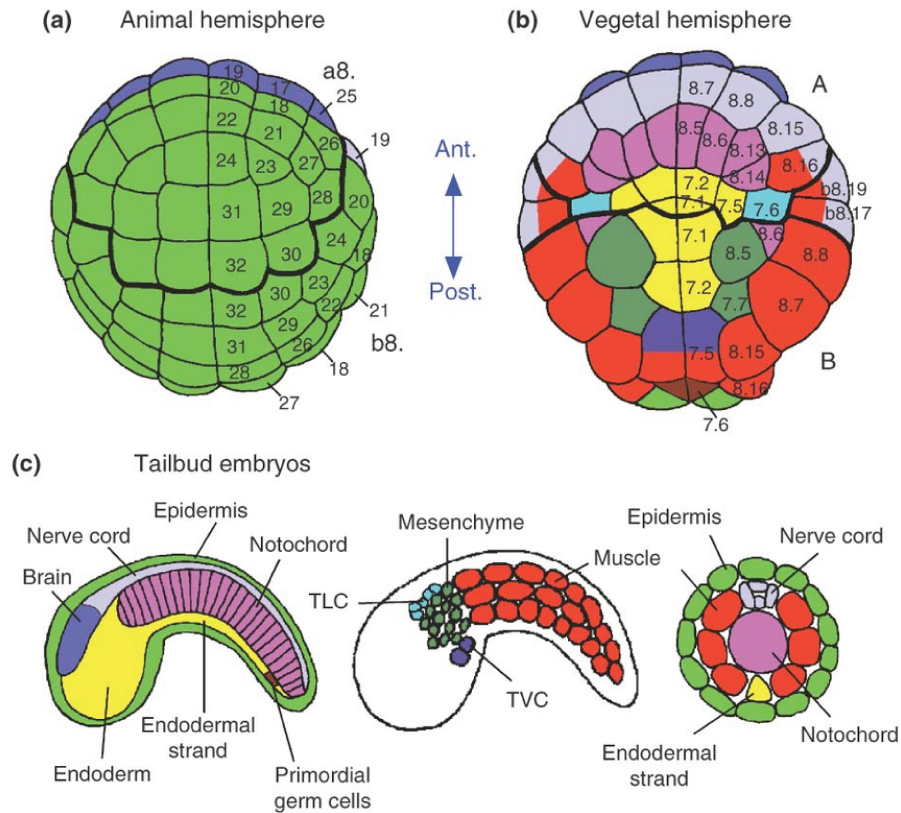 (a) Animal hemisphere
19
a8.
20
17
18
25
22
21
26
19
24
23
27
31
29
28
20
24
32
30
18
30
23
32
22
21
29
b8.
31
26
18
28
27
Ant.
Post.
(b) Vegetal hemisphere
A
8.7
8.8
8.15
8.5
8.6
8.13
8.16
8.14
7.2
b8.19
7.1
7.5
7.6
b8.17
7.1
8.6
8.5
8.8
7.2
7.7
8.7
7.5
8.15
B
8.16
7.6
(c) Tailbud embryos
Epidermis
Nerve cord
Notochord
Brain
Endodermal
strand
Endoderm
Primordial
germ cells
Mesenchyme
Muscle
TLC
TVC
Epidermis
Nerve cord
Notochord
Endodermal
strand